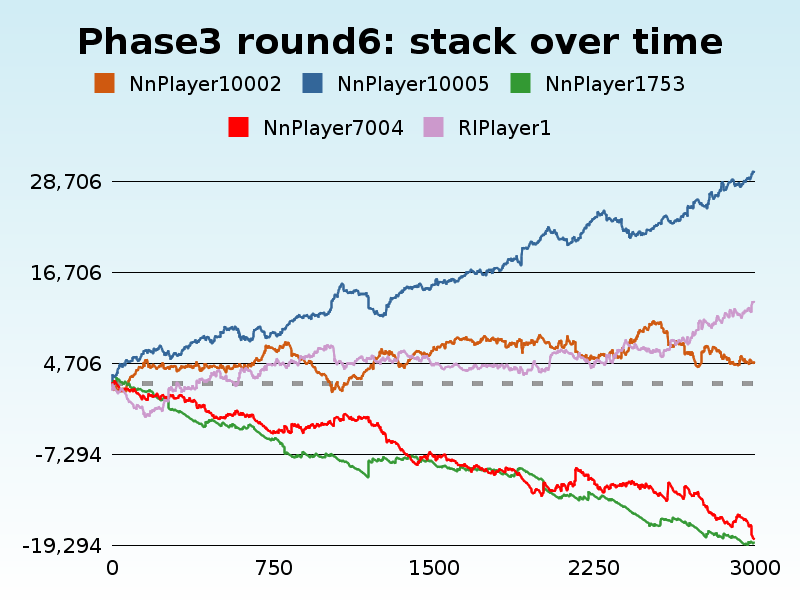 Phase3 round6: stack over time
NnPlayer10002 NnPlayer10005 NnPlayer1753
NnPlayer7004 RlPlayer1
28,706
16,706
4,706
-7,294
-19,294
0 750 1500 2250 3000